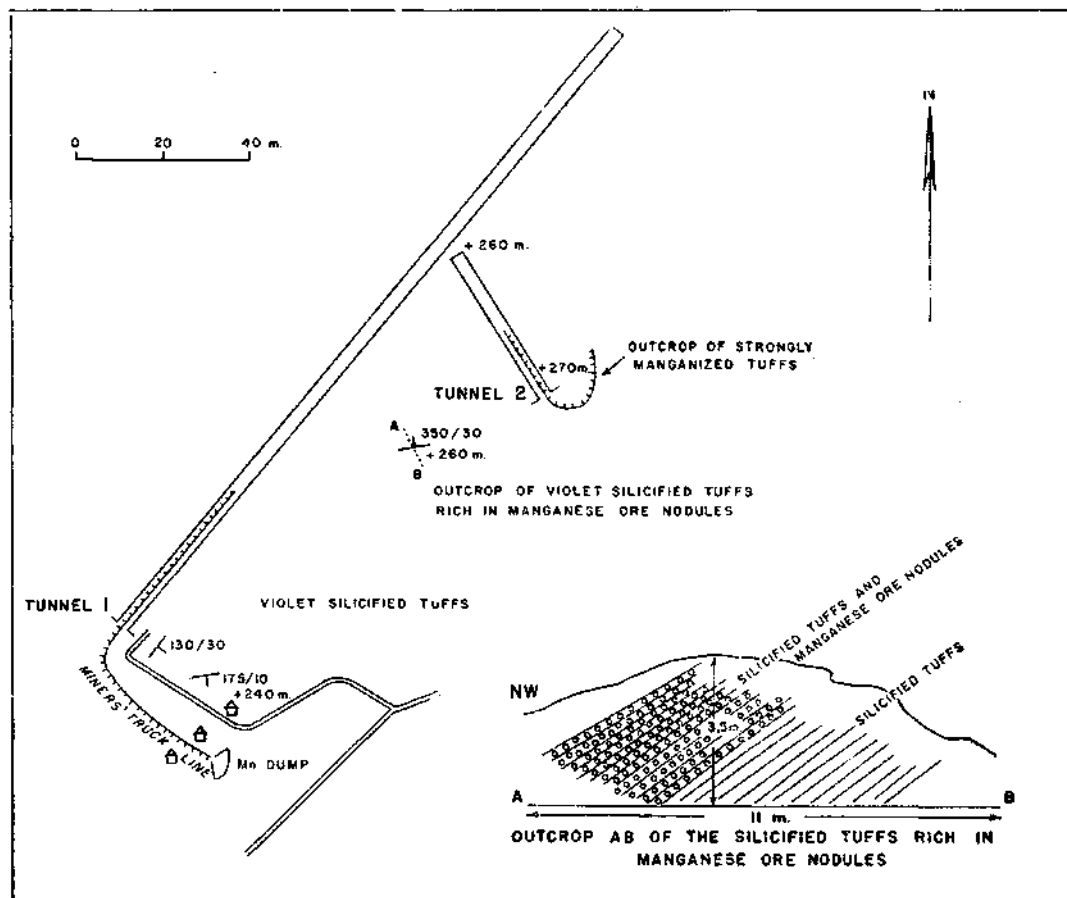 N
0 20 40 m.
+ 260 m.
OUTCROP OF STRONGLY
MANGANIZED TUFFS
+270m
TUNNEL 2
A
350/30
+260 m.
B
OUTCROP OF VIOLET SILICIFIED TUFFS
RICH IN MANGANESE ORE NODULES
TUNNEL 1
VIOLET SILICIFIED TUFFS
130/30
175/10
+240 m.
MINERS' TRUCK LINE
Mn DUMP
SILICIFIED TUFFS AND
MANGANESE ORE NODULES
SILICIFIED TUFFS
NW
3,5m
A
B
11 m.
OUTCROP AB OF THE SILICIFIED TUFFS RICH IN
MANGANESE ORE NODULES